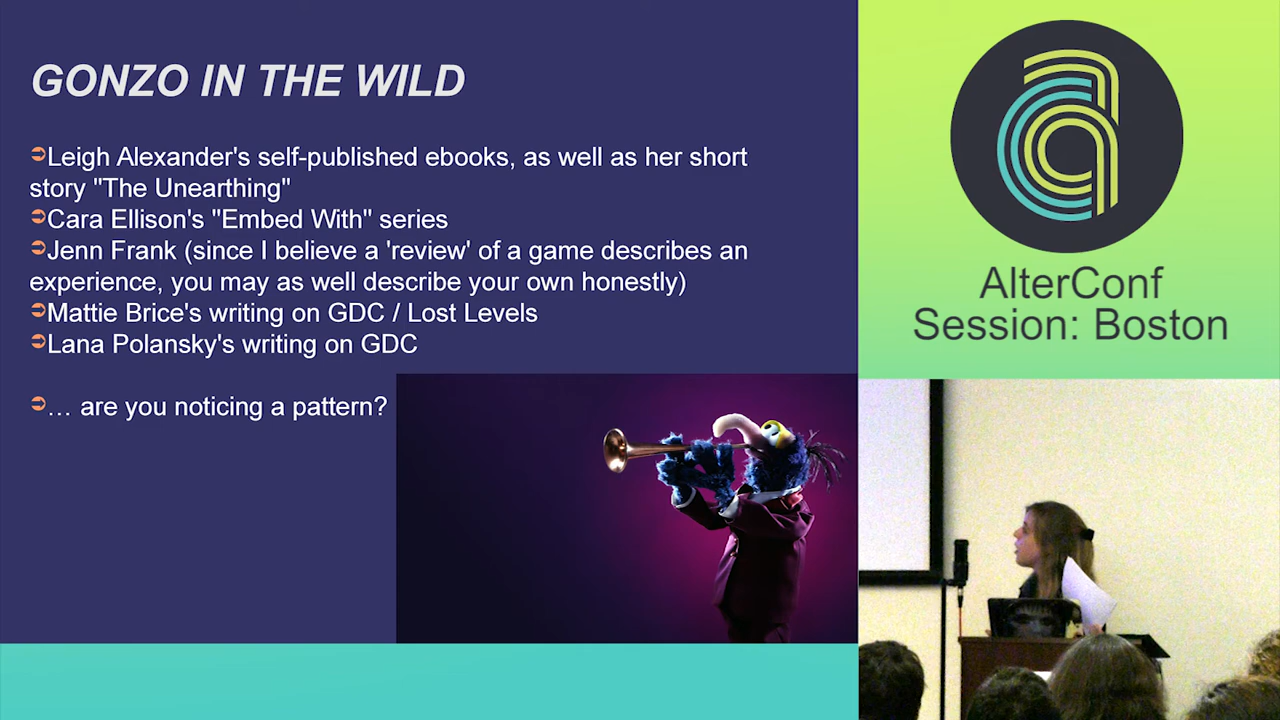 GONZO IN THE WILD
➲Leigh Alexander's self-published ebooks, as well as her short
story "The Unearthing"
➲Cara Ellison's "Embed With" series
➲Jenn Frank (since I believe a 'review' of a game describes an
experience, you may as well describe your own honestly)
➲Mattie Brice's writing on GDC / Lost Levels
➲Lana Polansky's writing on GDC
➲… are you noticing a pattern?
AlterConf
Session: Boston